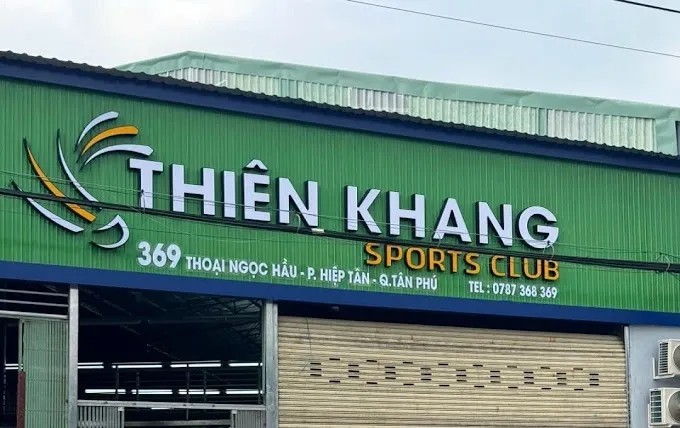 THIÊN KHANG
SPORTS CLUB
369 THOẠI NGỌC HẦU - P. HIỆP TÂN - Q.TÂN PHÚ
TEL : 0787 368 369